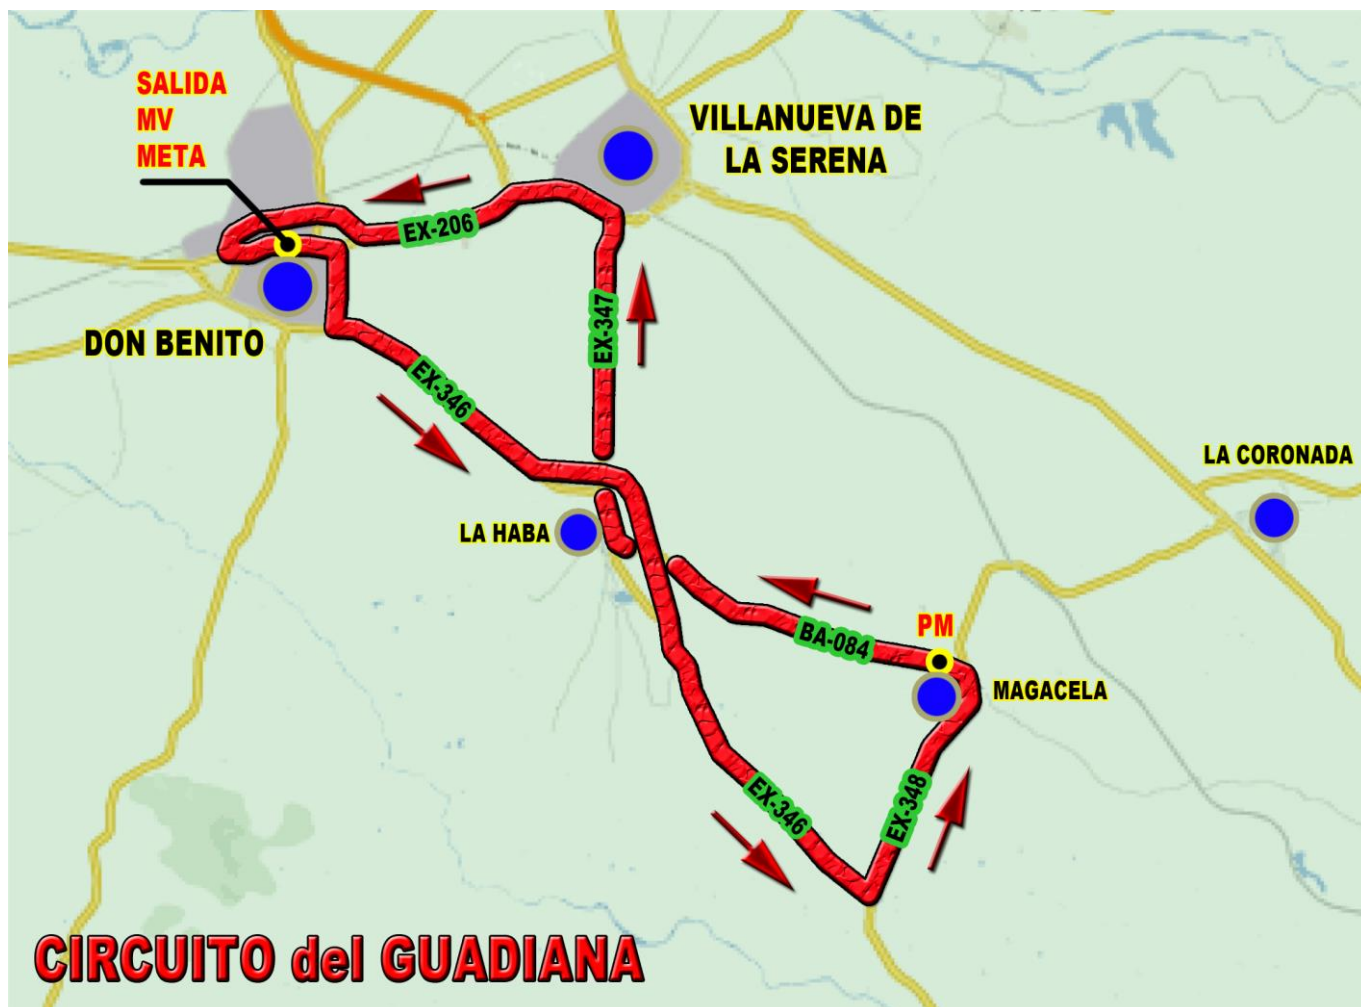 SALIDA
MV
META
VILLANUEVA DE
LA SERENA
EX-206
EX-347
DON BENITO
EX-346
LA CORONADA
LA HABA
PM
BA-084
MAGACELA
EX-346
EX-348
CIRCUITO del GUADIANA